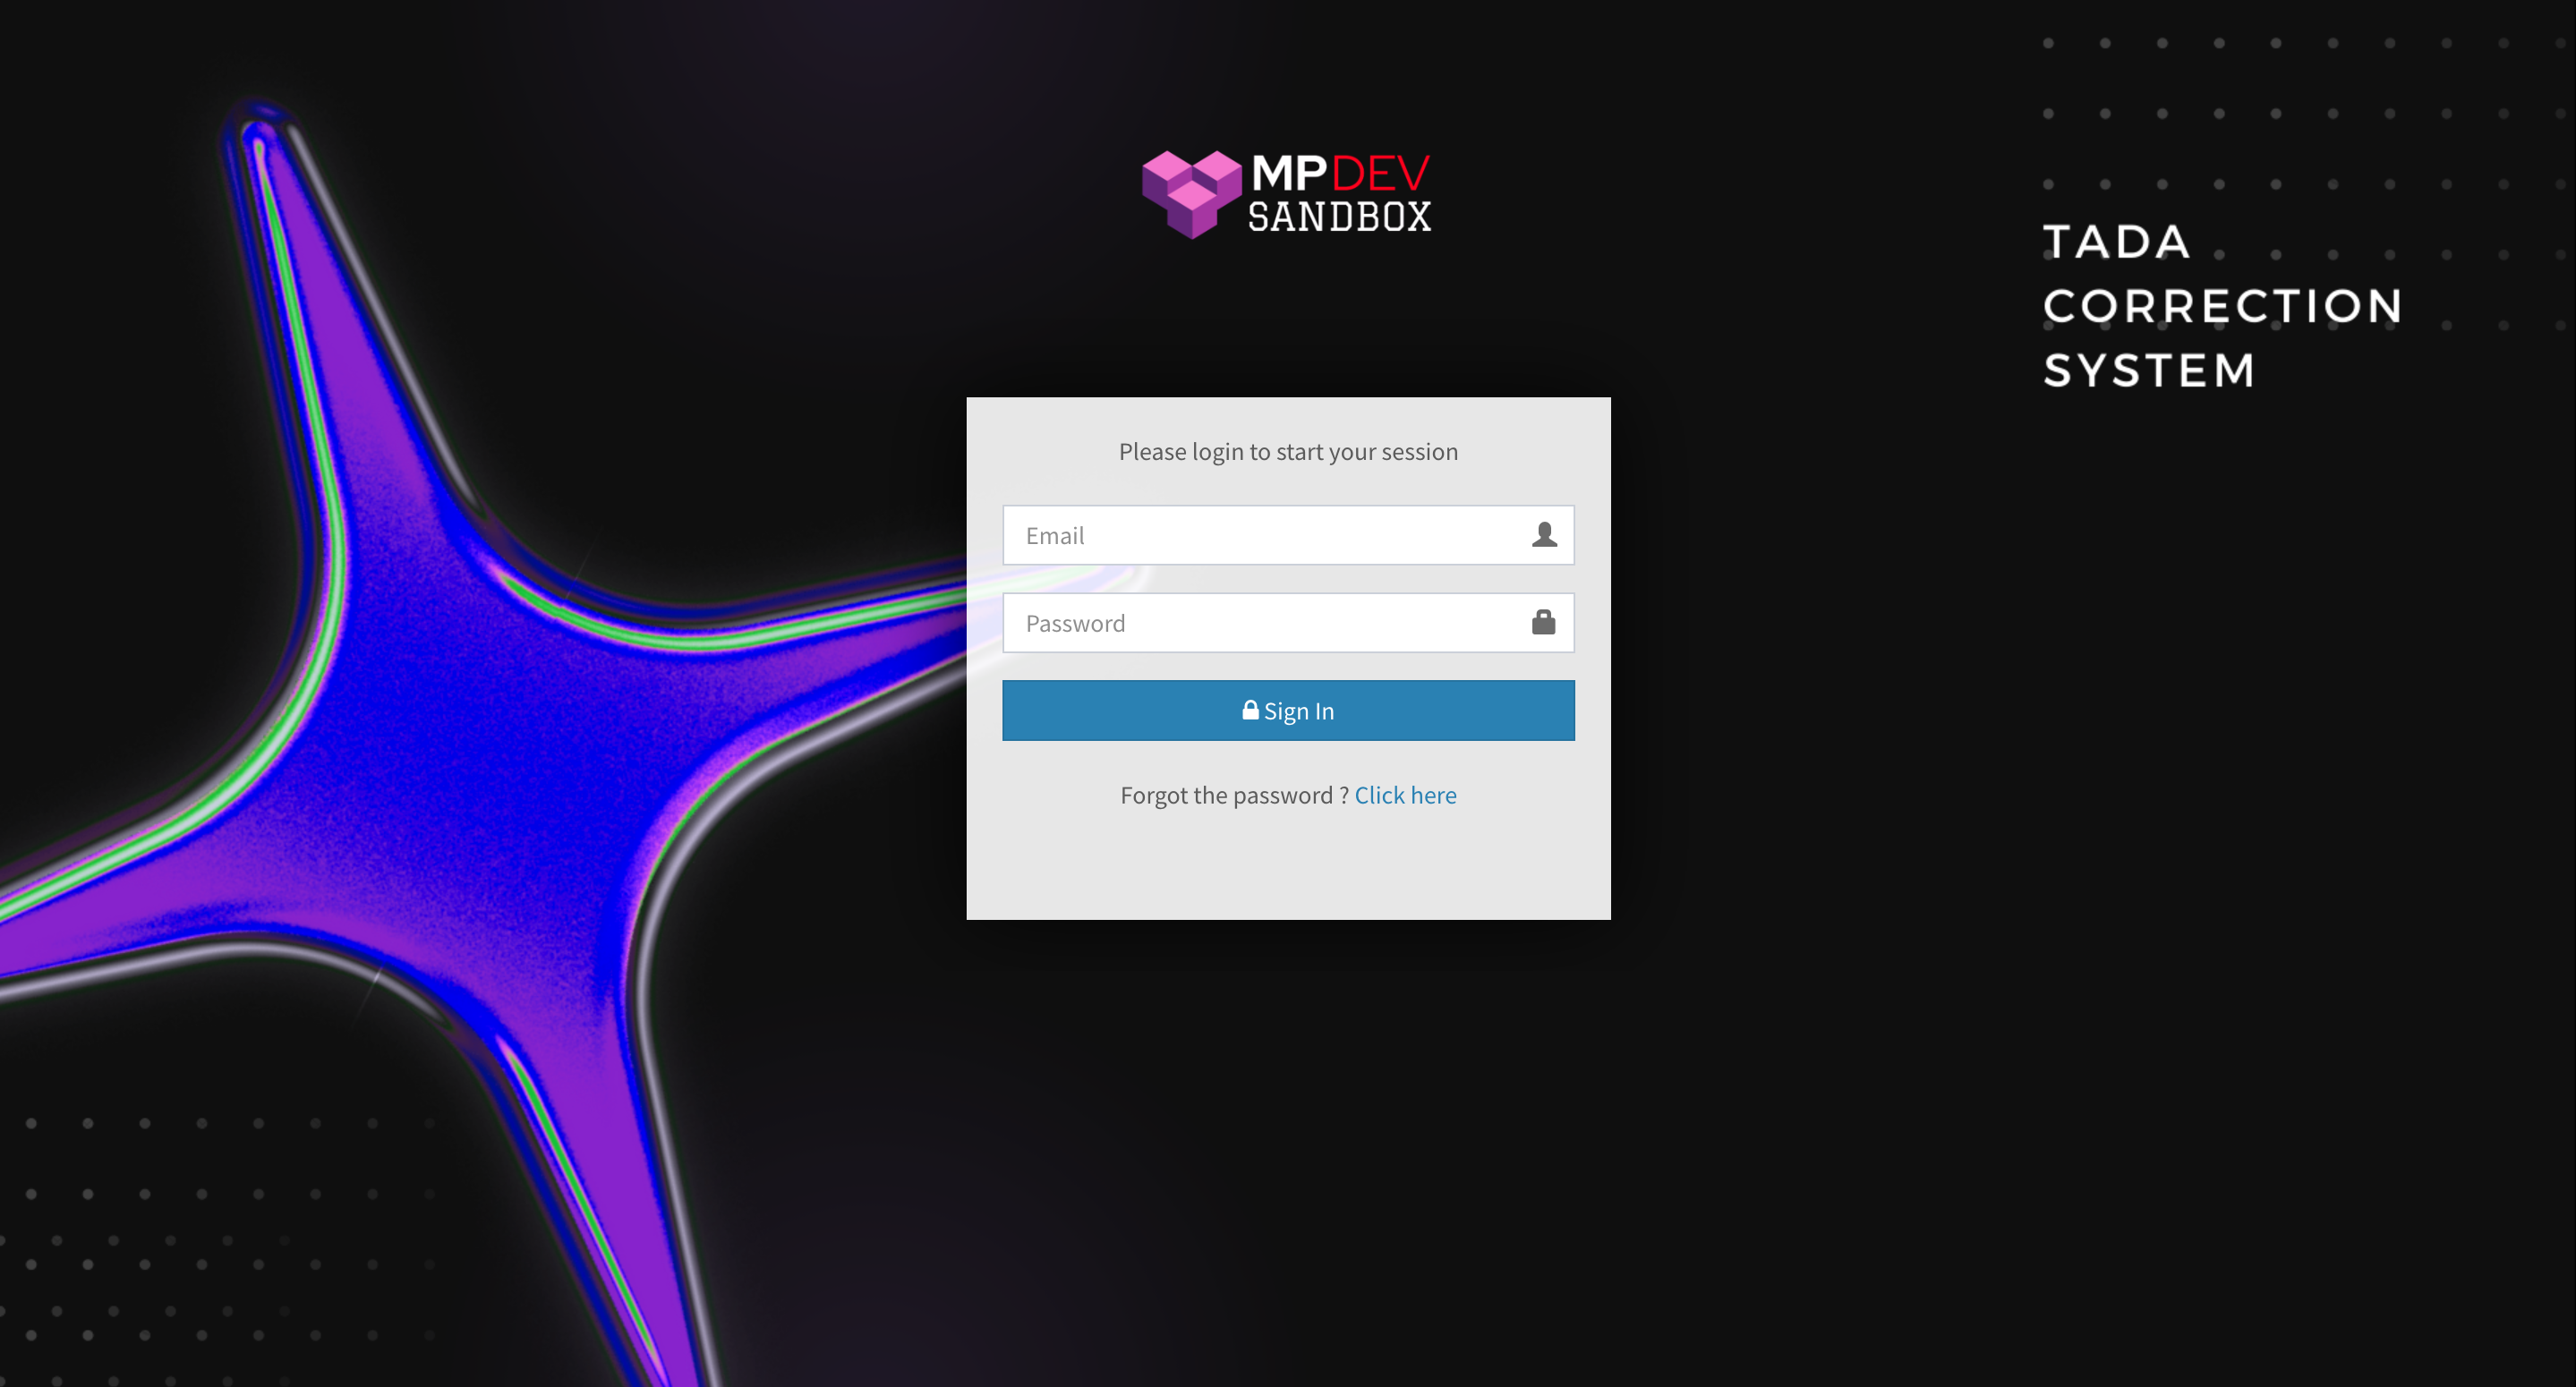 MPDEV
SANDBOX
TADA
CORRECTION
SYSTEM
Please login to start your session
Email
Password
Sign In
Forgot the password ? Click here